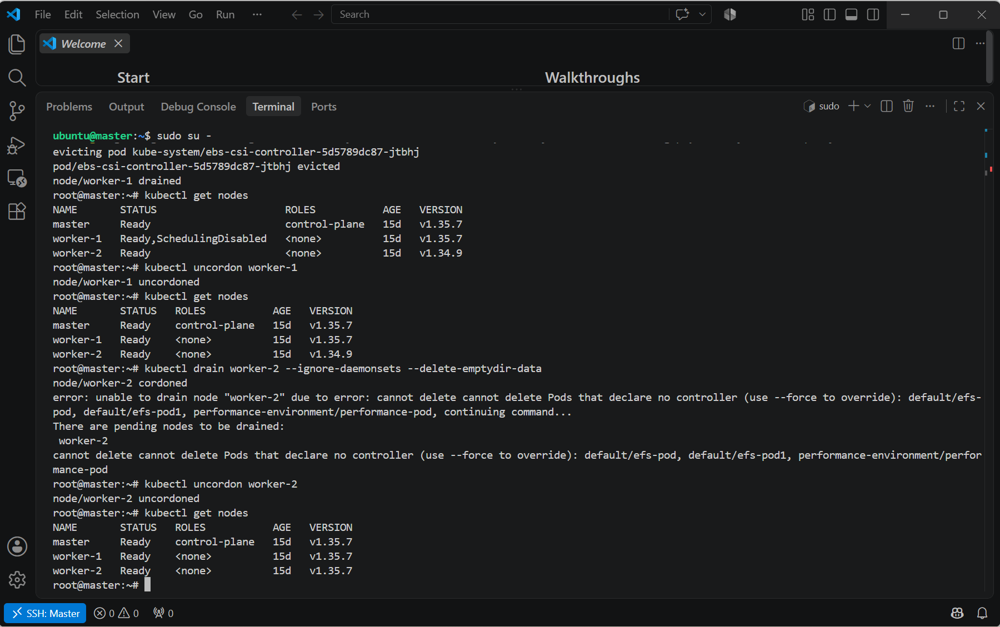 File Edit Selection View Go Run ··· Search
Welcome
Start Walkthroughs
Problems Output Debug Console Terminal Ports sudo
ubuntu@master:~$ sudo su -
evicting pod kube-system/ebs-csi-controller-5d5789dc87-jtbhj
pod/ebs-csi-controller-5d5789dc87-jtbhj evicted
node/worker-1 drained
root@master:~# kubectl get nodes
NAME STATUS ROLES AGE VERSION
master Ready control-plane 15d v1.35.7
worker-1 Ready,SchedulingDisabled <none> 15d v1.35.7
worker-2 Ready <none> 15d v1.34.9
root@master:~# kubectl uncordon worker-1
node/worker-1 uncordoned
root@master:~# kubectl get nodes
NAME STATUS ROLES AGE VERSION
master Ready control-plane 15d v1.35.7
worker-1 Ready <none> 15d v1.35.7
worker-2 Ready <none> 15d v1.34.9
root@master:~# kubectl drain worker-2 --ignore-daemonsets --delete-emptydir-data
node/worker-2 cordoned
error: unable to drain node "worker-2" due to error: cannot delete cannot delete Pods that declare no controller (use --force to override): default/efs-
pod, default/efs-pod1, performance-environment/performance-pod, continuing command...
There are pending nodes to be drained:
worker-2
cannot delete cannot delete Pods that declare no controller (use --force to override): default/efs-pod, default/efs-pod1, performance-environment/perfor
mance-pod
root@master:~# kubectl uncordon worker-2
node/worker-2 uncordoned
root@master:~# kubectl get nodes
NAME STATUS ROLES AGE VERSION
master Ready control-plane 15d v1.35.7
worker-1 Ready <none> 15d v1.35.7
worker-2 Ready <none> 15d v1.35.7
root@master:~#
SSH: Master 0 0 0